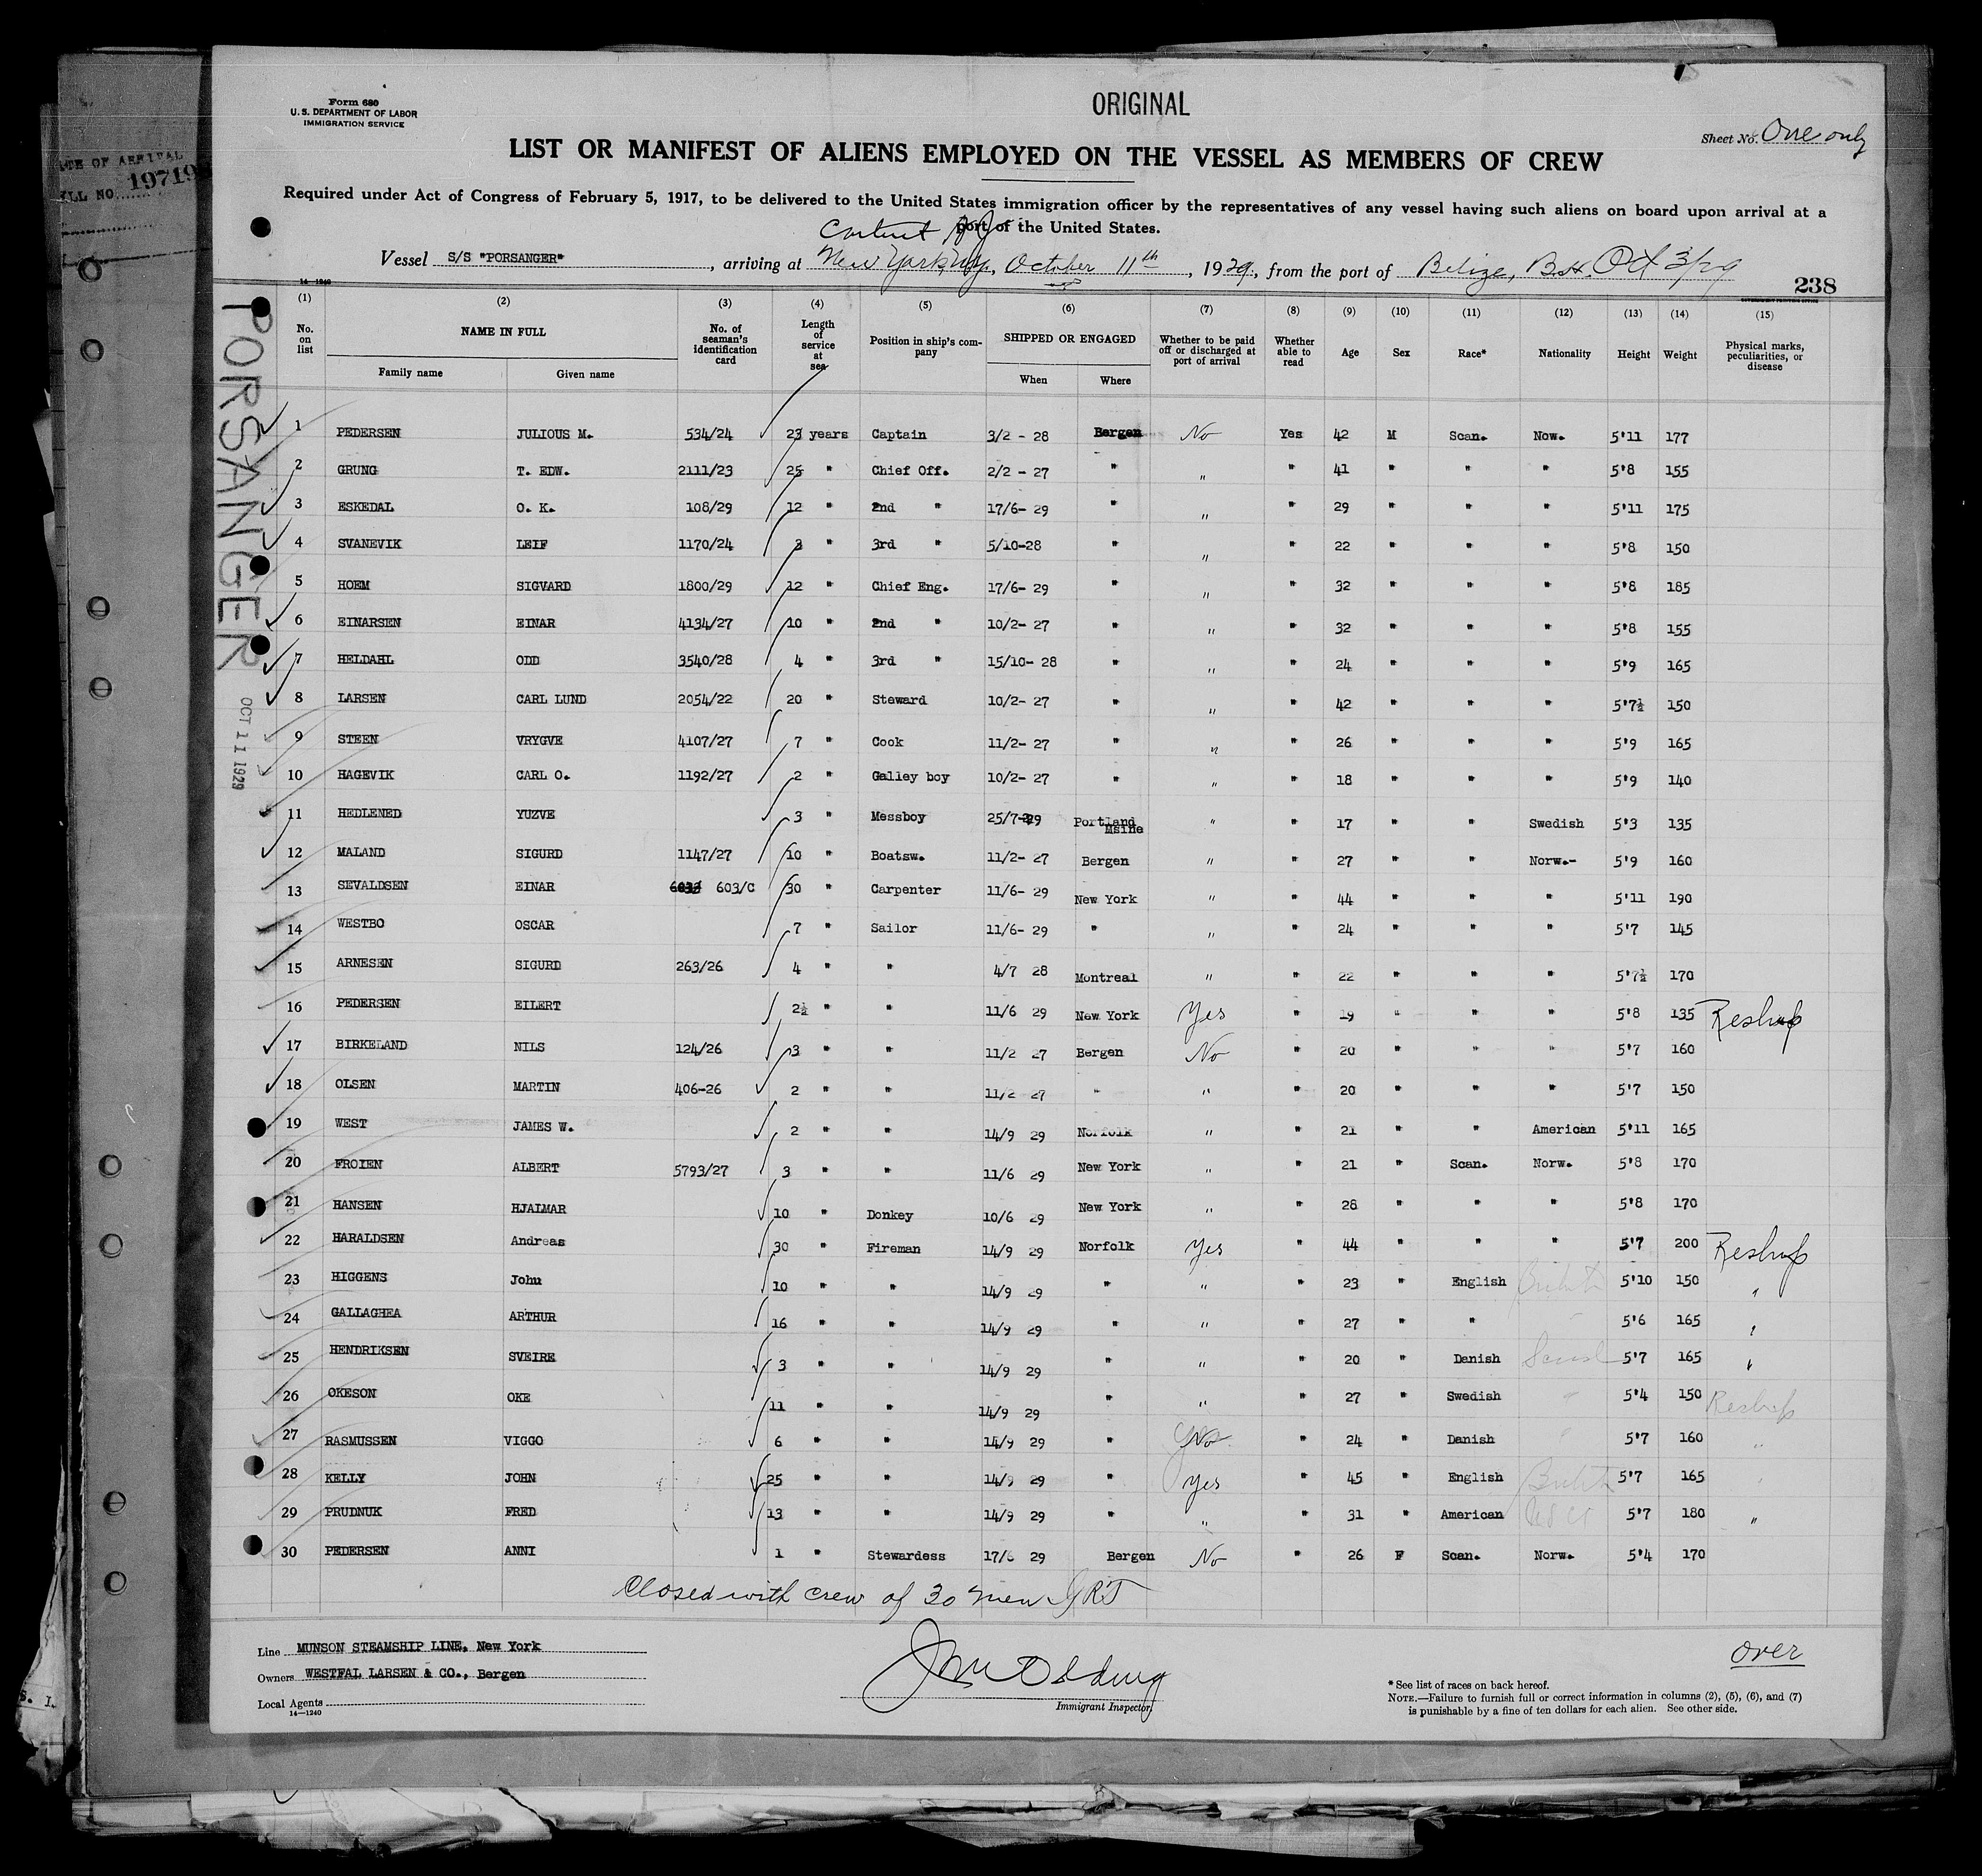 Form 680
U. S. DEPARTMENT OF LABOR
IMMIGRATION SERVICE
ORIGINAL
Sheet No. One only
LIST OR MANIFEST OF ALIENS EMPLOYED ON THE VESSEL AS MEMBERS OF CREW
Required under Act of Congress of February 5, 1917, to be delivered to the United States immigration officer by the representatives of any vessel having such aliens on board upon arrival at a
port of the United States.
Vessel S/S "PORSANGER", arriving at New York, October 11th, 1929, from the port of Belize, B.H. Oct 3/29
14—1240
238
PORSANGER
OCT 11 1929
19719
(1) (2) (3) (4) (5) (6) (7) (8) (9) (10) (11) (12) (13) (14) (15)
No. on list NAME IN FULL No. of seaman's identification card Length of service at sea Position in ship's company SHIPPED OR ENGAGED Whether to be paid off or discharged at port of arrival Whether able to read Age Sex Race* Nationality Height Weight Physical marks, peculiarities, or disease
Family name Given name When Where
1 PEDERSEN JULIOUS M. 534/24 23 years Captain 3/2 - 28 Bergen No Yes 42 M Scan. Now. 5'11 177
2 GRUNG T. EDW. 2111/23 25 " Chief Off. 2/2 - 27 " " " 41 " " " 5'8 155
3 ESKEDAL O. K. 108/29 12 " 2nd " 17/6- 29 " " " 29 " " " 5'11 175
4 SVANEVIK LEIF 1170/24 3 " 3rd " 5/10-28 " " " 22 " " " 5'8 150
5 HOEM SIGVARD 1800/29 12 " Chief Eng. 17/6- 29 " " " 32 " " " 5'8 185
6 EINARSEN EINAR 4134/27 10 " 2nd " 10/2- 27 " " " 32 " " " 5'8 155
7 HELDAHL ODD 3540/28 4 " 3rd " 15/10- 28 " " " 24 " " " 5'9 165
8 LARSEN CARL LUND 2054/22 20 " Steward 10/2- 27 " " " 42 " " " 5'7½ 150
9 STEEN VRYGVE 4107/27 7 " Cook 11/2- 27 " " " 26 " " " 5'9 165
10 HAGEVIK CARL O. 1192/27 2 " Galley boy 10/2- 27 " " " 18 " " " 5'9 140
11 HEDLENED YUZVE 3 " Messboy 25/7-29 Portland Maine " " 17 " " Swedish 5'3 135
12 MALAND SIGURD 1147/27 10 " Boatsw. 11/2- 27 Bergen " " 27 " " Norw.- 5'9 160
13 SEVALDSEN EINAR 603/C 30 " Carpenter 11/6- 29 New York " " 44 " " " 5'11 190
14 WESTBO OSCAR 7 " Sailor 11/6- 29 " " " 24 " " " 5'7 145
15 ARNESEN SIGURD 263/26 4 " " 4/7 28 Montreal " " 22 " " " 5'7½ 170
16 PEDERSEN EILERT 2½ " " 11/6 29 New York Yes " 19 " " " 5'8 135 Reship
17 BIRKELAND NILS 124/26 3 " " 11/2 27 Bergen No " 20 " " " 5'7 160
18 OLSEN MARTIN 406-26 2 " " 11/2 27 " " " 20 " " " 5'7 150
19 WEST JAMES W. 2 " " 14/9 29 Norfolk " " 21 " " American 5'11 165
20 FROIEN ALBERT 5793/27 3 " " 11/6 29 New York " " 21 " Scan. Norw. 5'8 170
21 HANSEN HJALMAR 10 " Donkey 10/6 29 New York " " 28 " " " 5'8 170
22 HARALDSEN Andreas 30 " Fireman 14/9 29 Norfolk Yes " 44 " " " 5'7 200 Reship
23 HIGGENS John 10 " " 14/9 29 " " " 23 " English British 5'10 150 "
24 GALLAGHEA ARTHUR 16 " " 14/9 29 " " " 27 " " 5'6 165 "
25 HENDRIKSEN SVEIRE 3 " " 14/9 29 " " " 20 " Danish Scand 5'7 165 "
26 OKESON OKE 11 " " 14/9 29 " " " 27 " Swedish " 5'4 150 Reship
27 RASMUSSEN VIGGO 6 " " 14/9 29 " No " 24 " Danish " 5'7 160 "
28 KELLY JOHN 25 " " 14/9 29 " Yes " 45 " English British 5'7 165 "
29 PRUDNUK FRED 13 " " 14/9 29 " " " 31 " American 5'7 180 "
30 PEDERSEN ANNI 1 " Stewardess 17/6 29 Bergen No " 26 F Scan. Norw. 5'4 170
Closed with crew of 30 men
Line MUNSON STEAMSHIP LINE, New York
Owners WESTFAL LARSEN & CO., Bergen
Local Agents
14—1240
Immigrant Inspector
over
* See list of races on back hereof.
NOTE.—Failure to furnish full or correct information in columns (2), (5), (6), and (7)
is punishable by a fine of ten dollars for each alien. See other side.